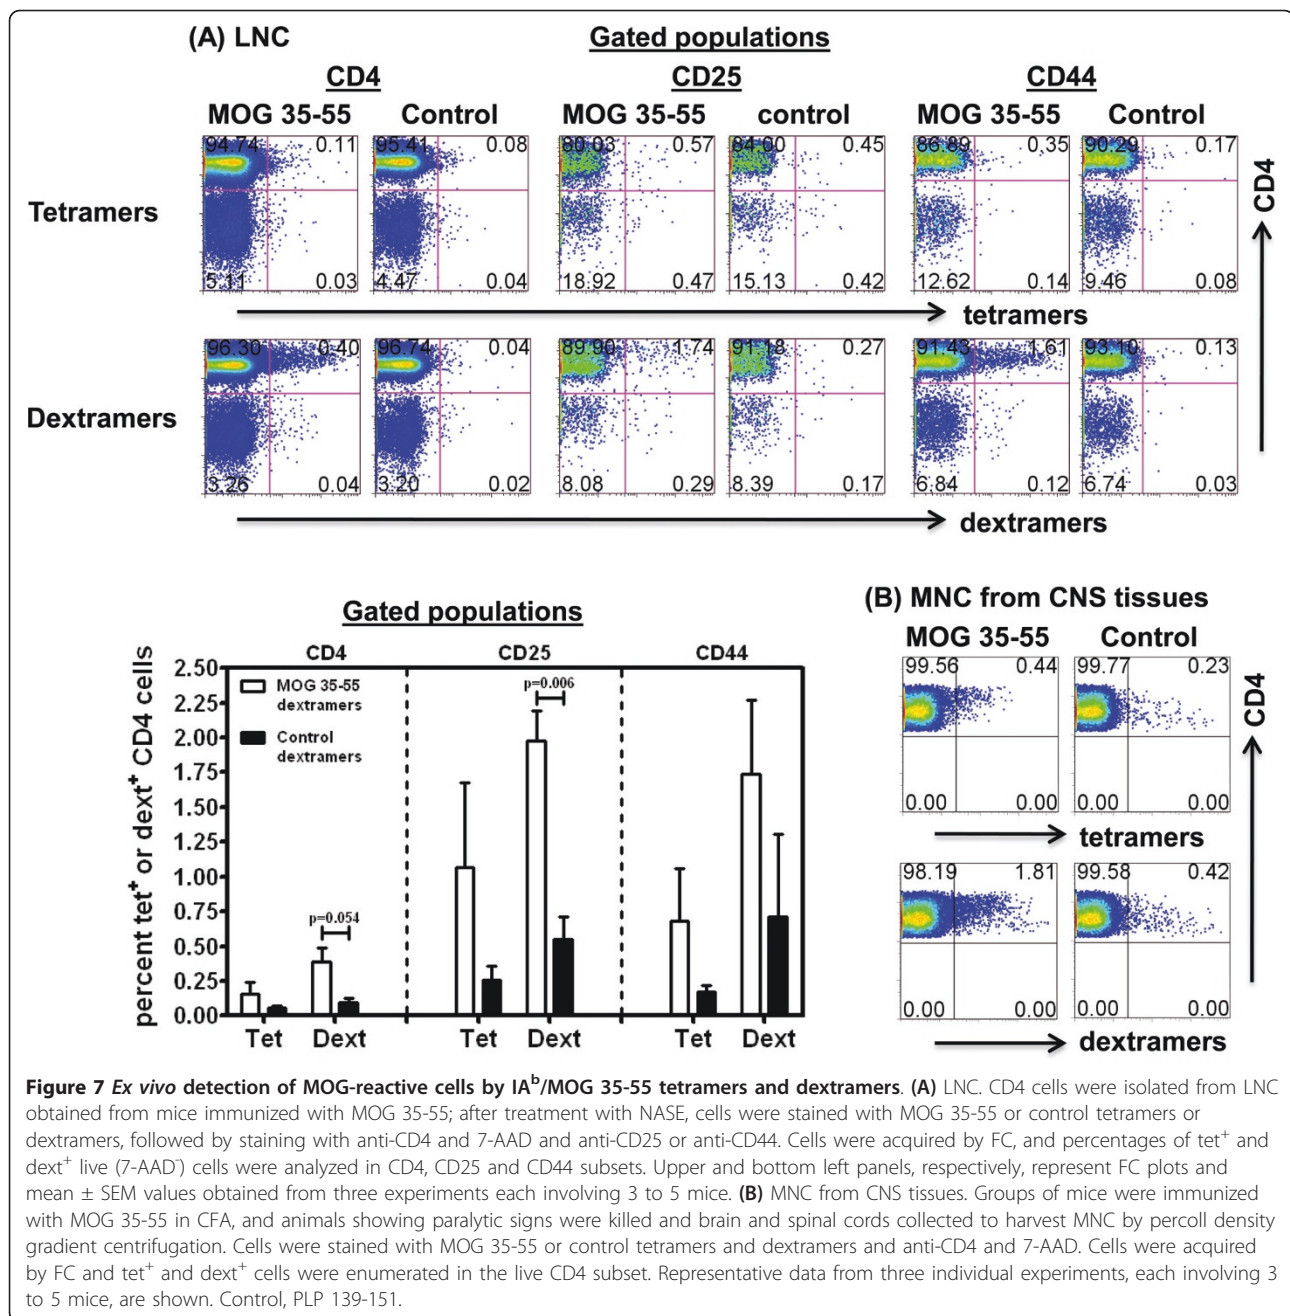 (A) LNC
Gated populations
CD4
CD25
CD44
MOG 35-55
Control
MOG 35-55
control
MOG 35-55
Control
Tetramers
94.74 0.11
5.11 0.03
95.41 0.08
4.47 0.04
80.03 0.57
18.92 0.47
84.00 0.45
15.13 0.42
86.89 0.35
12.62 0.14
90.29 0.17
9.46 0.08
CD4
tetramers
Dextramers
96.30 0.40
3.26 0.04
96.74 0.04
3.20 0.02
89.90 1.74
8.08 0.29
91.18 0.27
8.39 0.17
91.43 1.61
6.84 0.12
93.10 0.13
6.74 0.03
dextramers
Gated populations
CD4
CD25
CD44
percent tet⁺ or dext⁺ CD4 cells
2.50
2.25
2.00
1.75
1.50
1.25
1.00
0.75
0.50
0.25
0.00
MOG 35-55
dextramers
Control
dextramers
p=0.054
p=0.006
Tet Dext Tet Dext Tet Dext
(B) MNC from CNS tissues
MOG 35-55
Control
99.56 0.44
0.00 0.00
99.77 0.23
0.00 0.00
CD4
tetramers
98.19 1.81
0.00 0.00
99.58 0.42
0.00 0.00
dextramers
Figure 7 Ex vivo detection of MOG-reactive cells by IAᵇ/MOG 35-55 tetramers and dextramers. (A) LNC. CD4 cells were isolated from LNC
obtained from mice immunized with MOG 35-55; after treatment with NASE, cells were stained with MOG 35-55 or control tetramers or
dextramers, followed by staining with anti-CD4 and 7-AAD and anti-CD25 or anti-CD44. Cells were acquired by FC, and percentages of tet⁺ and
dext⁺ live (7-AAD⁻) cells were analyzed in CD4, CD25 and CD44 subsets. Upper and bottom left panels, respectively, represent FC plots and
mean ± SEM values obtained from three experiments each involving 3 to 5 mice. (B) MNC from CNS tissues. Groups of mice were immunized
with MOG 35-55 in CFA, and animals showing paralytic signs were killed and brain and spinal cords collected to harvest MNC by percoll density
gradient centrifugation. Cells were stained with MOG 35-55 or control tetramers and dextramers and anti-CD4 and 7-AAD. Cells were acquired
by FC and tet⁺ and dext⁺ cells were enumerated in the live CD4 subset. Representative data from three individual experiments, each involving 3
to 5 mice, are shown. Control, PLP 139-151.